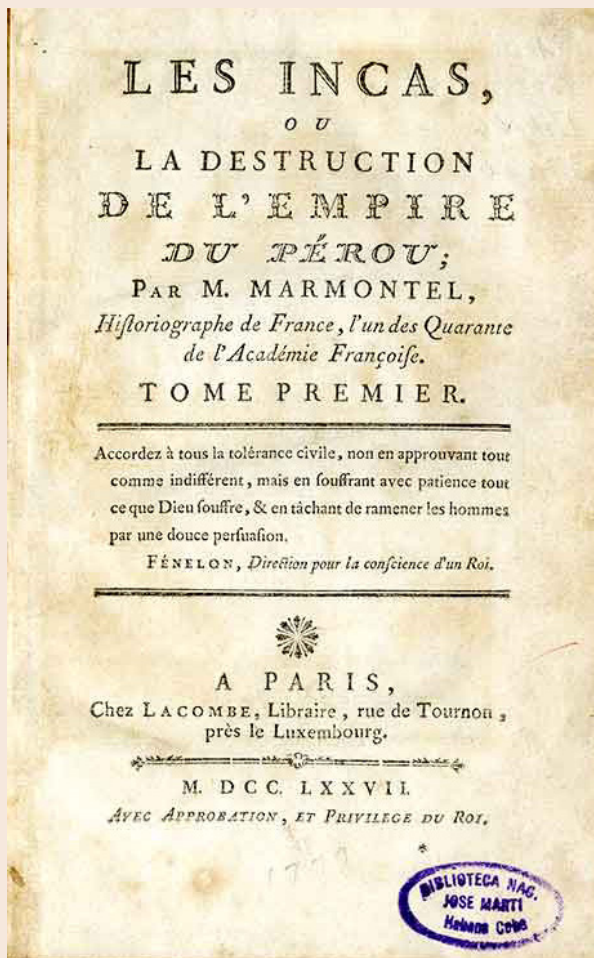 LES INCAS,
OU
LA DESTRUCTION
DE L'EMPIRE
DU PÉROU;
PAR M. MARMONTEL,
Hiſtoriographe de France, l'un des Quarante
de l'Académie Françoiſe.
TOME PREMIER.
Accordez à tous la tolérance civile, non en approuvant tout
comme indifférent, mais en ſouffrant avec patience tout
ce que Dieu ſouffre, & en tâchant de ramener les hommes
par une douce perſuaſion.
FÉNELON, Direction pour la conſcience d'un Roi.
A PARIS,
Chez LACOMBE, Libraire, rue de Tournon,
près le Luxembourg.
M. DCC. LXXVII.
AVEC APPROBATION, ET PRIVILEGE DU ROI.
BIBLIOTECA NAC.
JOSE MARTI
Habana Cuba